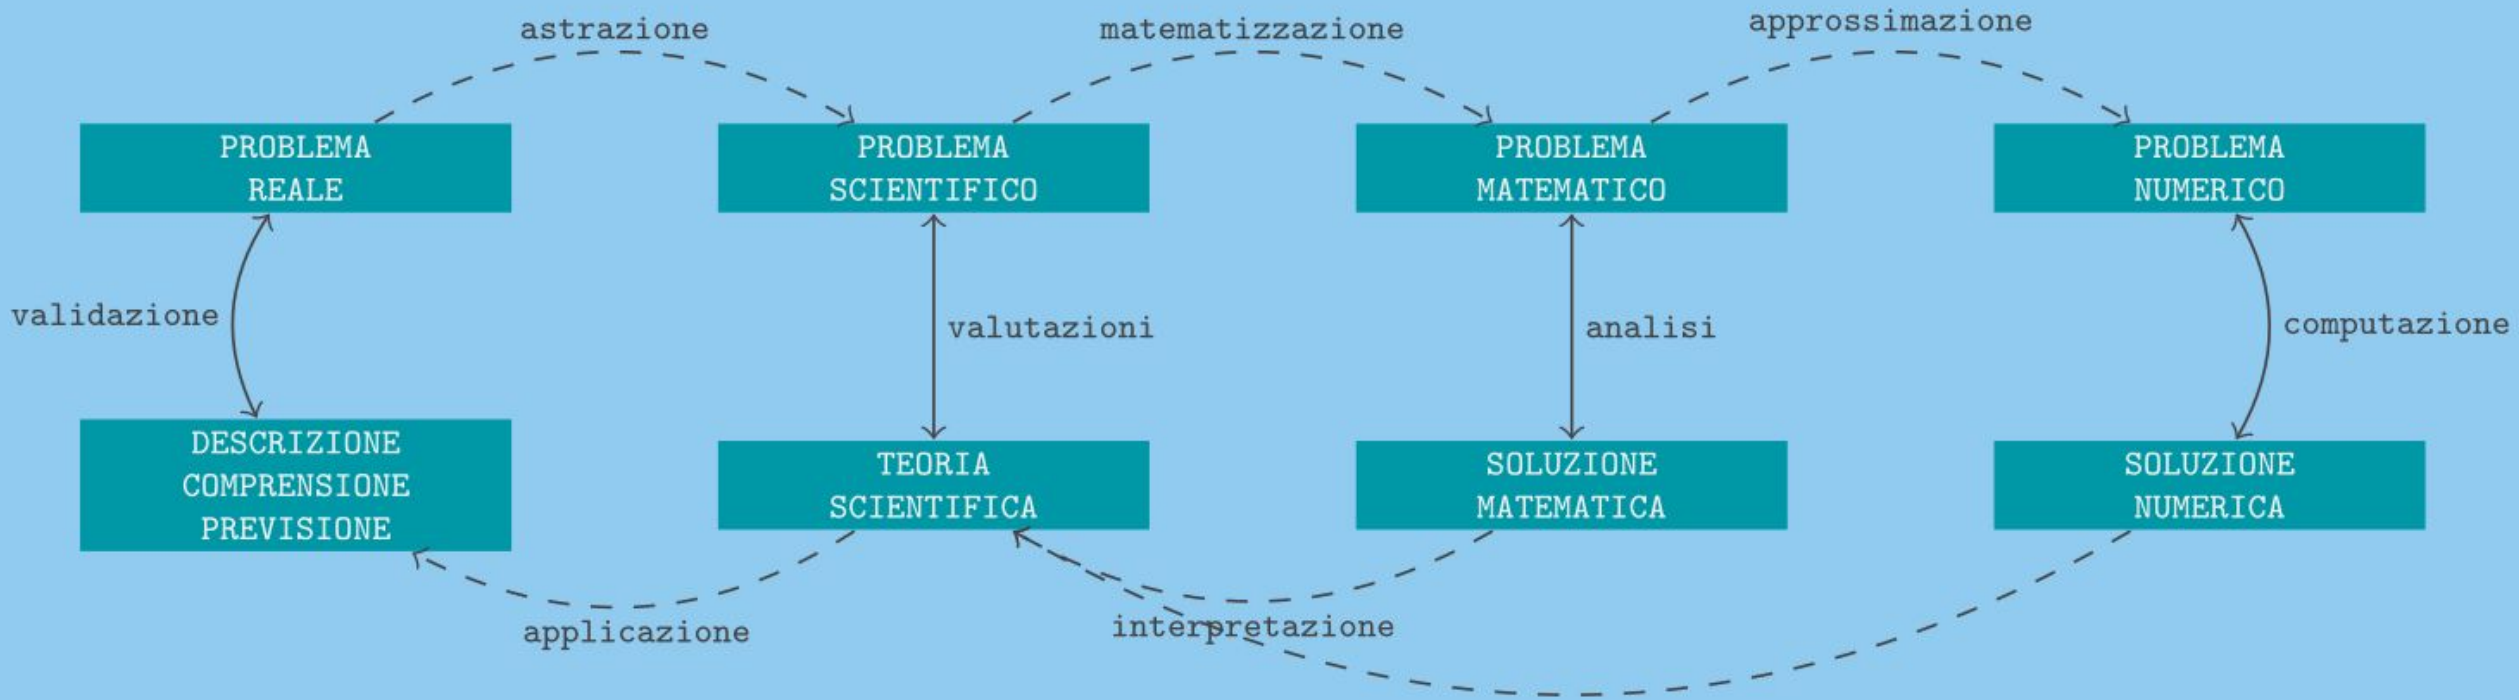 astrazione
matematizzazione
approssimazione
PROBLEMA
REALE
PROBLEMA
SCIENTIFICO
PROBLEMA
MATEMATICO
PROBLEMA
NUMERICO
validazione
valutazioni
analisi
computazione
DESCRIZIONE
COMPRENSIONE
PREVISIONE
TEORIA
SCIENTIFICA
SOLUZIONE
MATEMATICA
SOLUZIONE
NUMERICA
applicazione
interpretazione